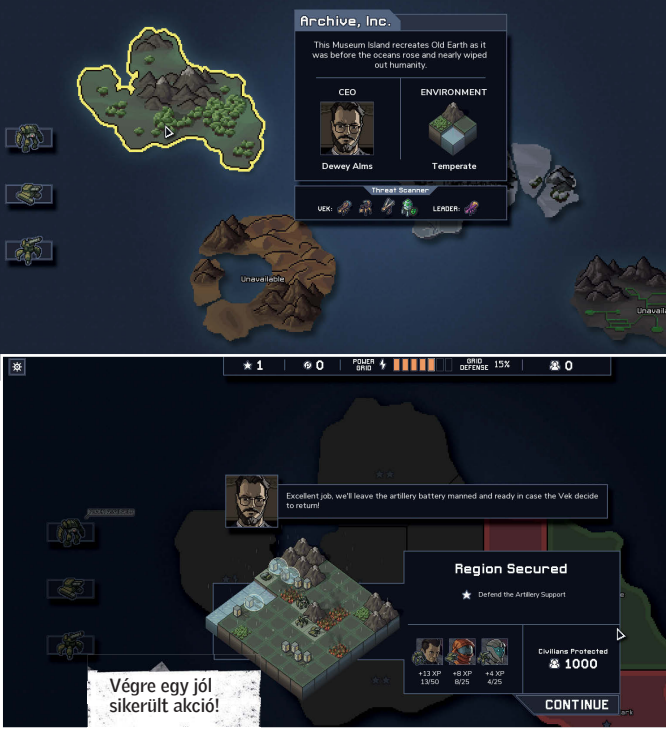 Archive, Inc.
This Museum Island recreates Old Earth as it
was before the oceans rose and nearly wiped
out humanity.
CEO
ENVIRONMENT
Dewey Alms
Temperate
Threat Scanner
VEK:
LEADER:
Unavailable
Unavaila
1
0
POWER
GRID
GRID
DEFENSE
15%
0
Excellent job, we'll leave the artillery battery manned and ready in case the Vek decide
to return!
Region Secured
Defend the Artillery Support
+13 XP
13/50
+8 XP
8/25
+4 XP
4/25
Civilians Protected
1000
CONTINUE
Végre egy jól
sikerült akció!